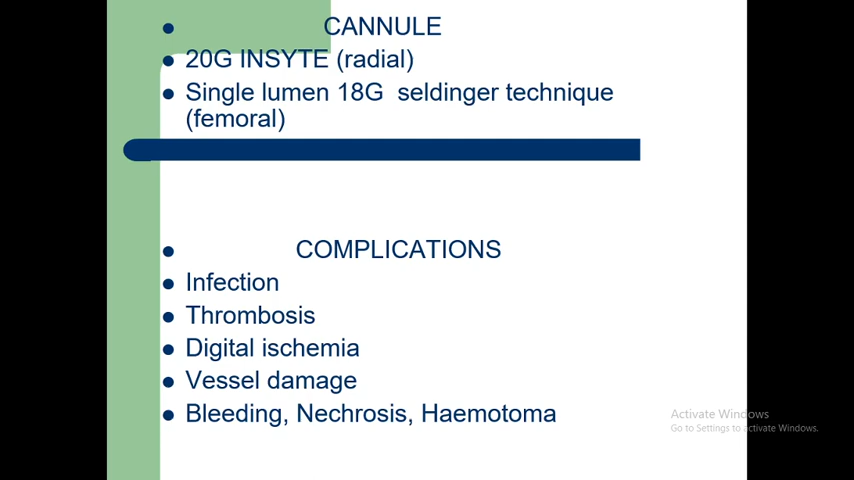 CANNULE
20G INSYTE (radial)
Single lumen 18G seldinger technique
(femoral)
COMPLICATIONS
Infection
Thrombosis
Digital ischemia
Vessel damage
Bleeding, Nechrosis, Haemotoma
Activate Windows
Go to Settings to activate Windows.